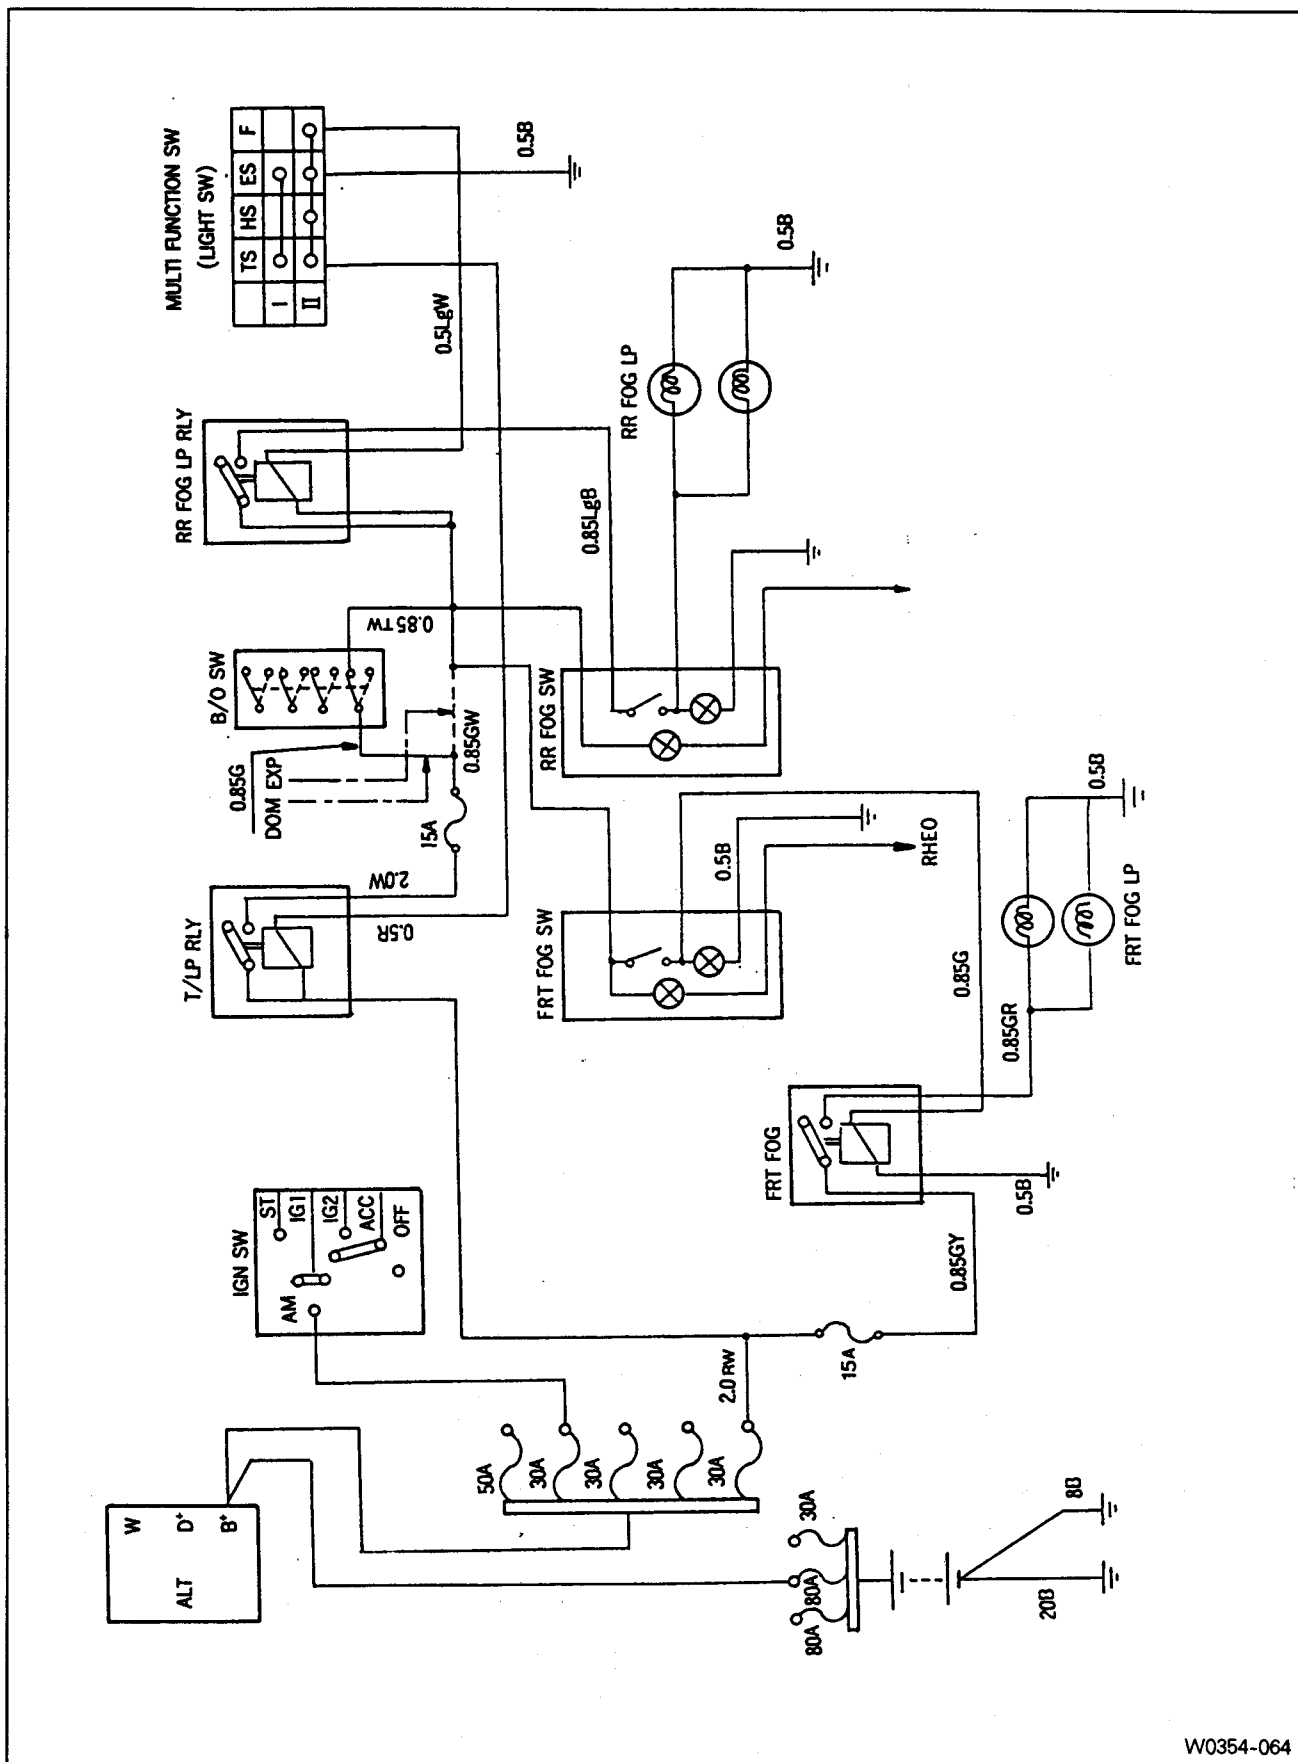 MULTI FUNCTION SW
(LIGHT SW)
TS HS ES F
I
II
0.5B
0.5LgW
RR FOG LP RLY
0.85LgB
RR FOG LP
0.5B
B/O SW
0.85TW
0.85G
DOM EXP
0.85GW
15A
RR FOG SW
T/LP RLY
2.0W
0.5R
FRT FOG SW
0.5B
RHEO
0.85G
0.5B
FRT FOG LP
0.85GR
FRT FOG
0.5B
0.85GY
IGN SW
ST
IG1
IG2
ACC
OFF
AM
2.0RW
15A
50A
30A
30A
30A
30A
ALT
W
D+
B+
30A
80A
80A
8B
20B
W0354-064